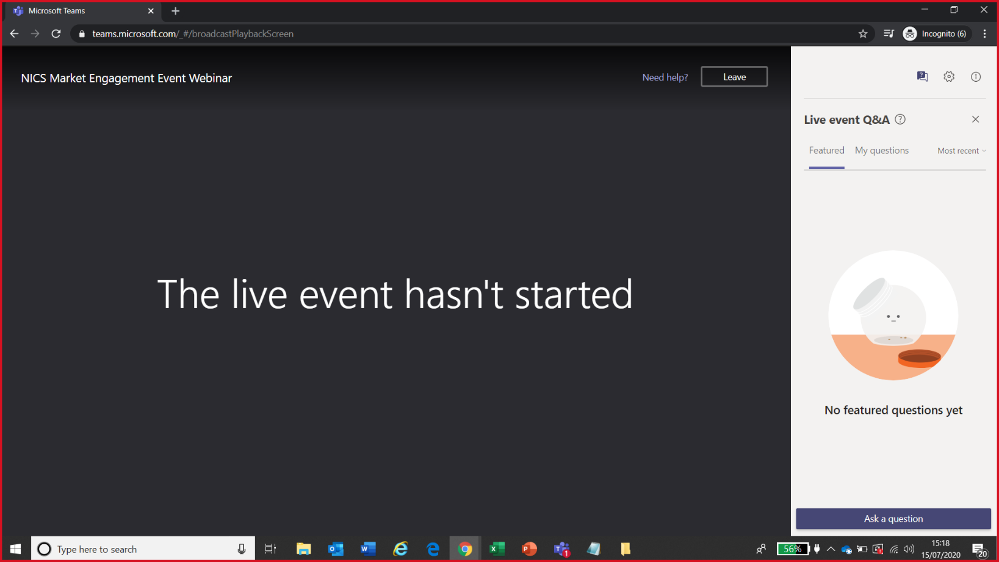 Microsoft Teams
teams.microsoft.com/_#/broadcastPlaybackScreen
Incognito (6)
NICS Market Engagement Event Webinar
Need help?
Leave
Live event Q&A
Featured
My questions
Most recent
The live event hasn't started
No featured questions yet
Ask a question
Type here to search
1
56%
15:18
15/07/2020
20